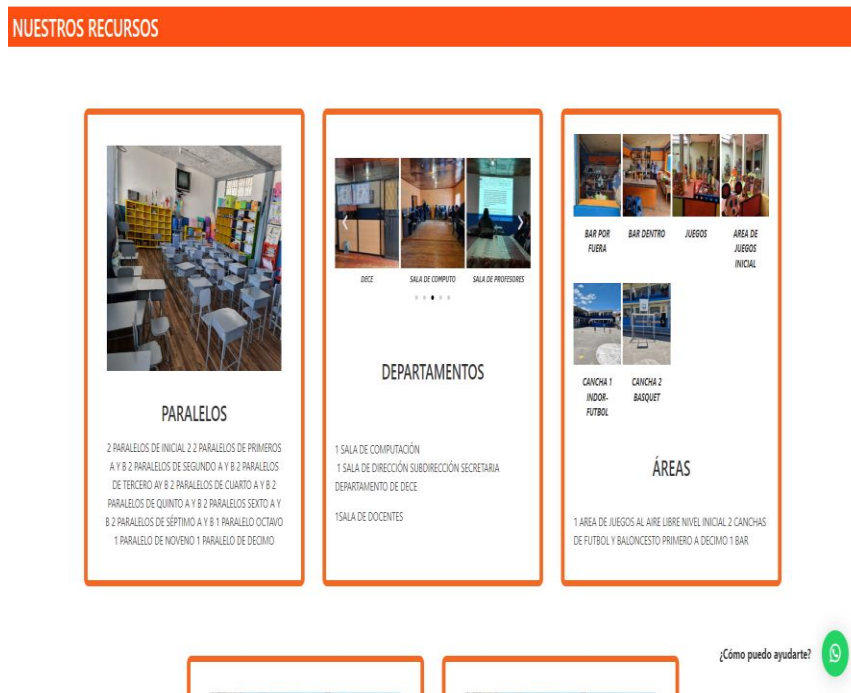 NUESTROS RECURSOS
PARALELOS
2 PARALELOS DE INICIAL 2 2 PARALELOS DE PRIMEROS
A Y B 2 PARALELOS DE SEGUNDO A Y B 2 PARALELOS
DE TERCERO AY B 2 PARALELOS DE CUARTO A Y B 2
PARALELOS DE QUINTO A Y B 2 PARALELOS SEXTO A Y
B 2 PARALELOS DE SÉPTIMO A Y B 1 PARALELO OCTAVO
1 PARALELO DE NOVENO 1 PARALELO DE DECIMO
DECE
SALA DE COMPUTO
SALA DE PROFESORES
DEPARTAMENTOS
1 SALA DE COMPUTACIÓN
1 SALA DE DIRECCIÓN SUBDIRECCIÓN SECRETARIA
DEPARTAMENTO DE DECE
1SALA DE DOCENTES
BAR POR
FUERA
BAR DENTRO
JUEGOS
AREA DE
JUEGOS
INICIAL
CANCHA 1
INDOR-
FUTBOL
CANCHA 2
BASQUET
ÁREAS
1 AREA DE JUEGOS AL AIRE LIBRE NIVEL INICIAL 2 CANCHAS
DE FUTBOL Y BALONCESTO PRIMERO A DECIMO 1 BAR
¿Cómo puedo ayudarte?